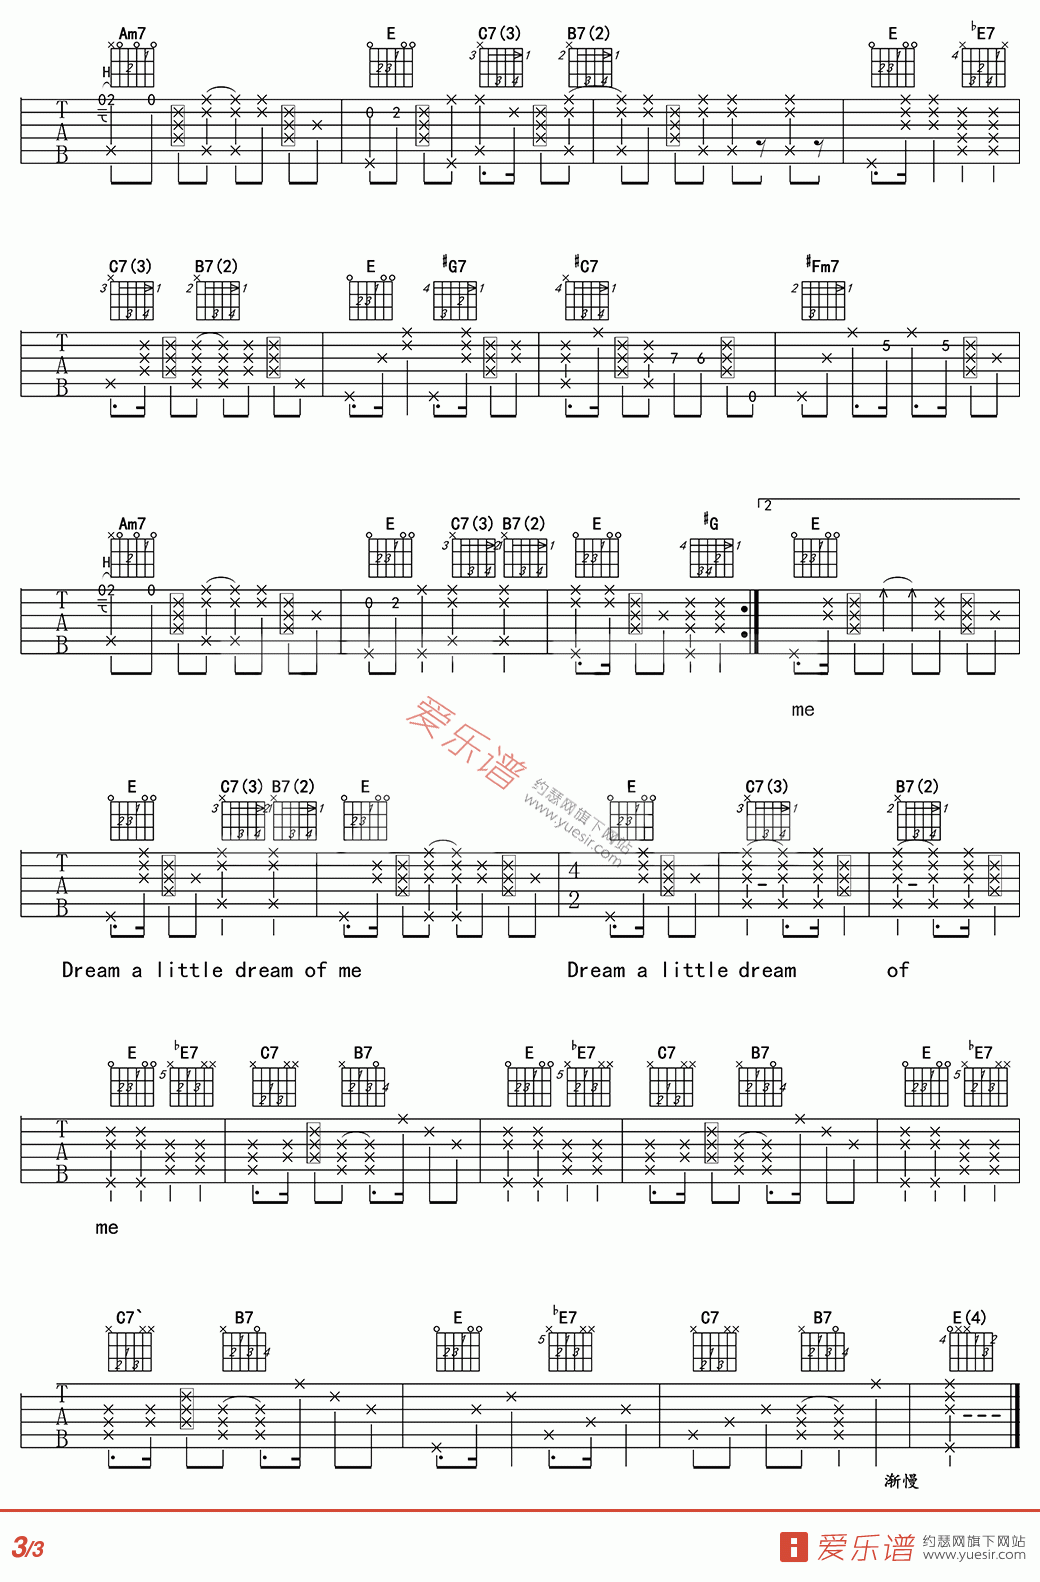 Am7 E C7(3) B7(2) E ♭E7
H
02 0 0 2
T
A
B
C7(3) B7(2) E ♯G7 ♯C7 ♯Fm7
T
A
B
7 6 0 5 5
2
Am7 E C7(3) B7(2) E ♯G E
H
02 0 0 2
T
A
B
me
爱乐谱
约瑟网旗下网站
www.yuesir.com
E C7(3) B7(2) E E C7(3) B7(2)
T
A
B
4
2
Dream a little dream of me Dream a little dream of
E ♭E7 C7 B7 E ♭E7 C7 B7 E ♭E7
T
A
B
me
C7` B7 E ♭E7 C7 B7 E(4)
T
A
B
渐慢
3/3
爱乐谱 约瑟网旗下网站
www.yuesir.com